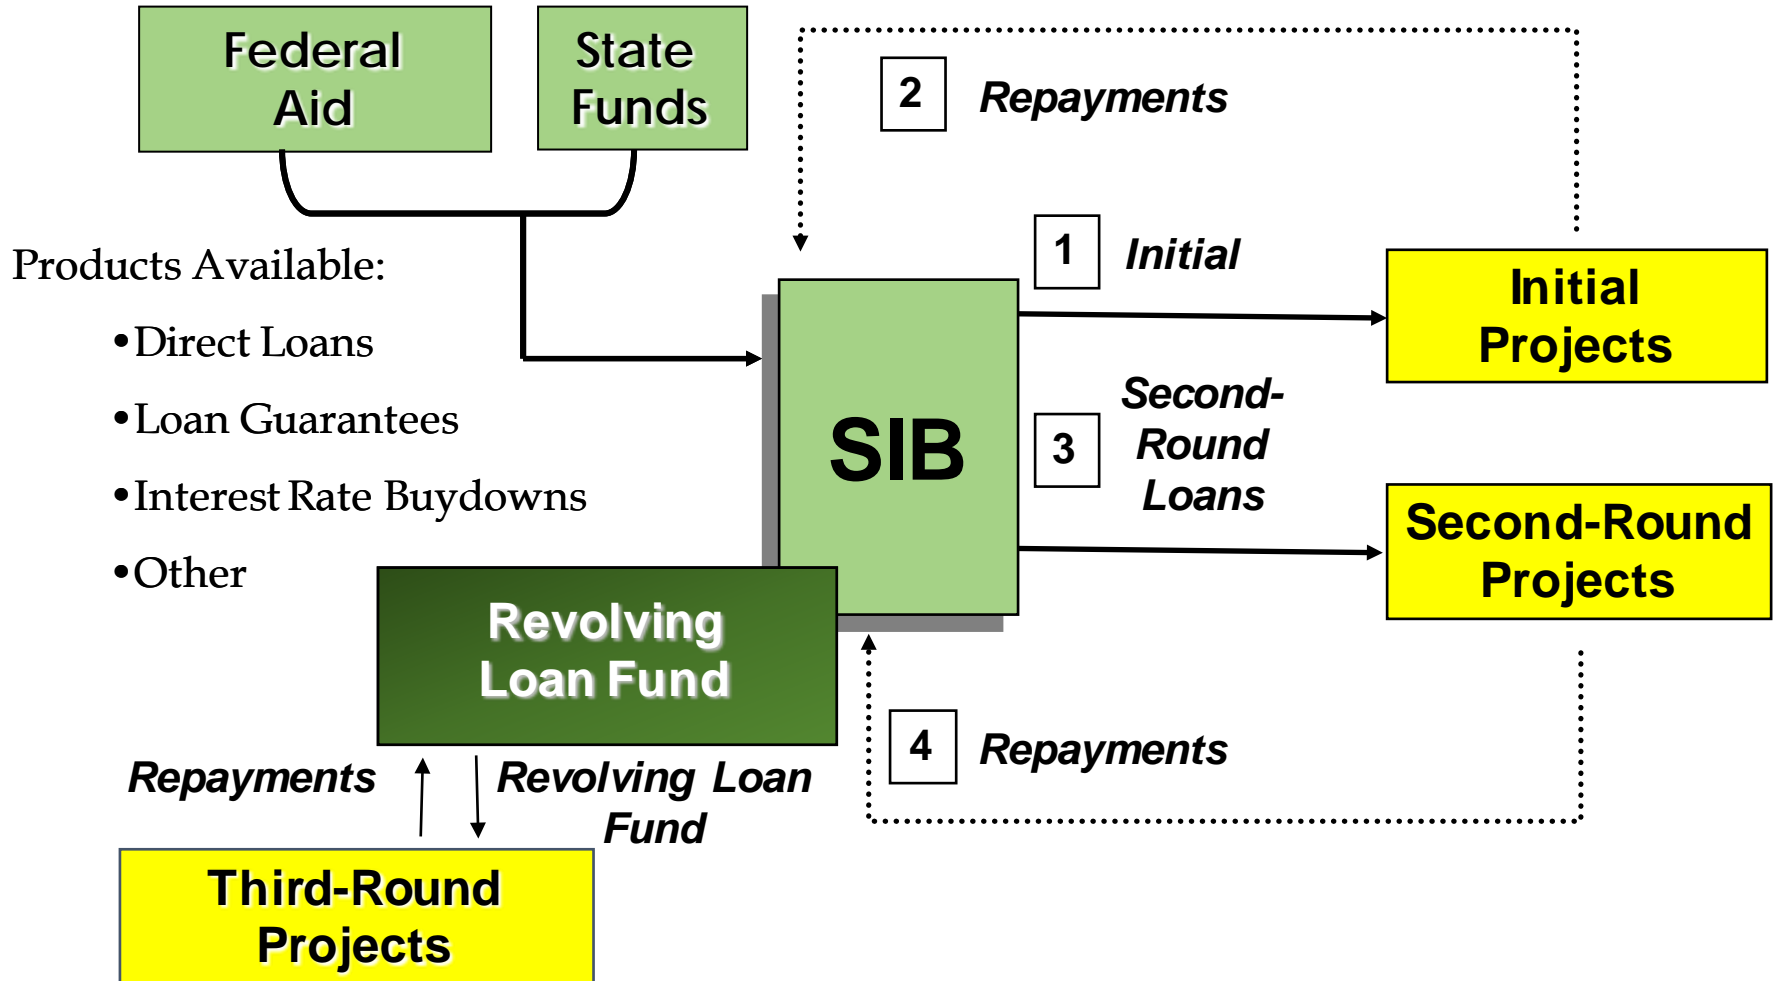 Federal
Aid
State
Funds
2
Repayments
1
Initial
Initial
Projects
Products Available:
•Direct Loans
•Loan Guarantees
•Interest Rate Buydowns
•Other
SIB
3
Second-
Round
Loans
Second-Round
Projects
Revolving
Loan Fund
4
Repayments
Repayments
Revolving Loan
Fund
Third-Round
Projects